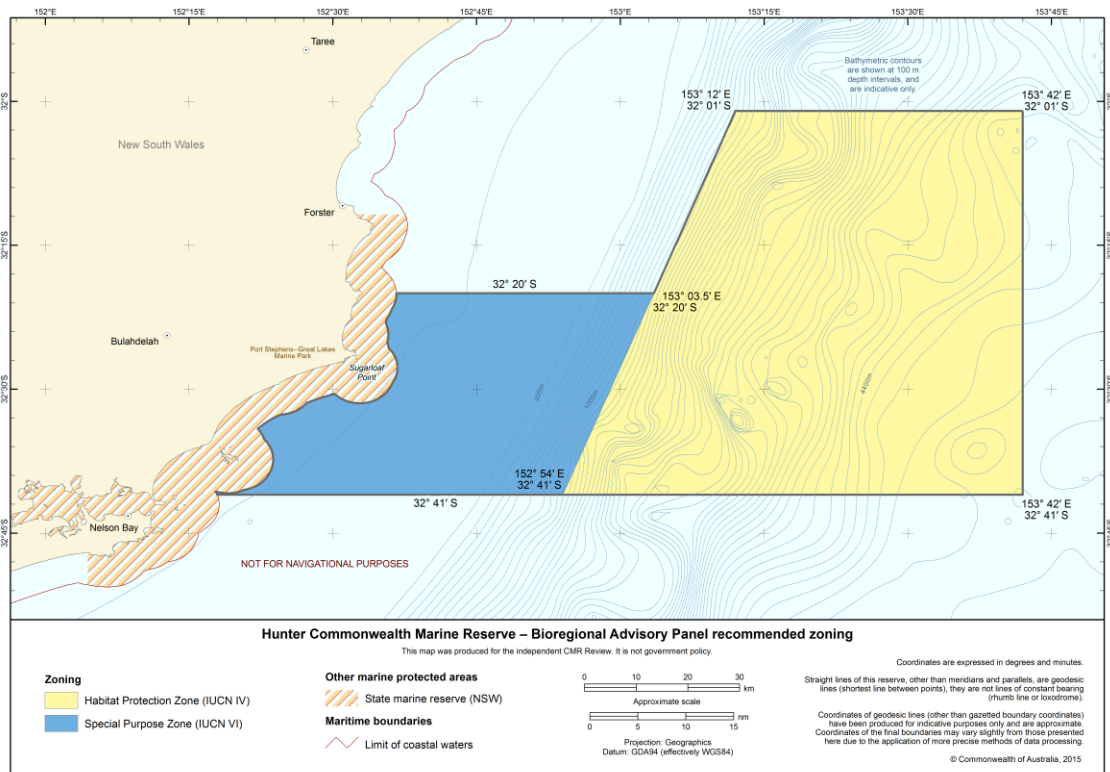 152°E
152°15'E
152°30'E
152°45'E
153°E
153°15'E
153°30'E
153°45'E
Taree
Bathymetric contours
are shown at 100 m
depth intervals, and
are indicative only.
153° 12' E
32° 01' S
153° 42' E
32° 01' S
32°S
New South Wales
Forster
32°15'S
32° 20' S
153° 03.5' E
32° 20' S
Bulahdelah
Port Stephens–Great Lakes
Marine Park
Sugarloaf
Point
32°30'S
200m
1000m
4400m
152° 54' E
32° 41' S
32° 41' S
153° 42' E
32° 41' S
Nelson Bay
32°45'S
NOT FOR NAVIGATIONAL PURPOSES
Hunter Commonwealth Marine Reserve – Bioregional Advisory Panel recommended zoning
This map was produced for the independent CMR Review. It is not government policy.
Zoning
Habitat Protection Zone (IUCN IV)
Special Purpose Zone (IUCN VI)
Other marine protected areas
State marine reserve (NSW)
Maritime boundaries
Limit of coastal waters
0 10 20 30
km
Approximate scale
nm
0 5 10 15
Projection: Geographics
Datum: GDA94 (effectively WGS84)
Coordinates are expressed in degrees and minutes.
Straight lines of this reserve, other than meridians and parallels, are geodesic
lines (shortest line between points), they are not lines of constant bearing
(rhumb line or loxodrome).
Coordinates of geodesic lines (other than gazetted boundary coordinates)
have been produced for indicative purposes only and are approximate.
Coordinates of the final boundaries may vary slightly from those presented
here due to the application of more precise methods of data processing.
© Commonwealth of Australia, 2015